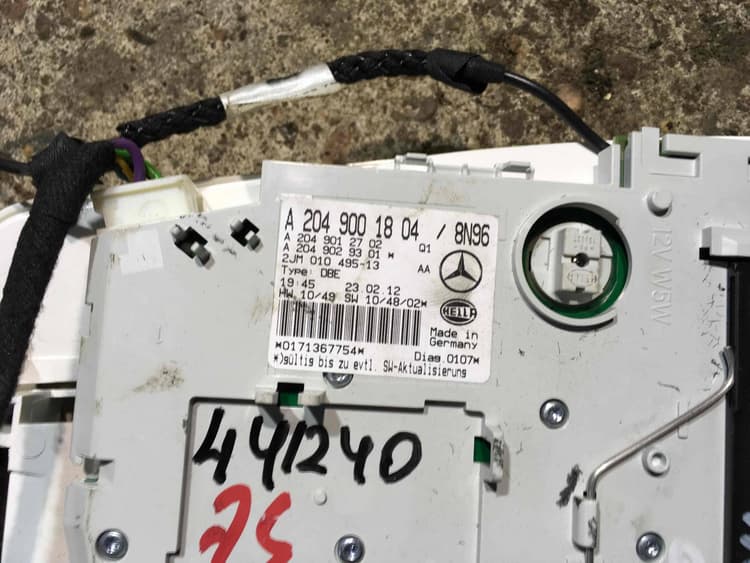 A 204 900 18 04 / 8N96
A 204 901 27 02 Q1
A 204 902 93 01 *
2JM 010 495-13 AA
Type: DBE
19:45 23.02.12
HW 10/49 SW 10/48/02*
HELLA
Made in
Germany
*0171367754* Diag.0107*
*)gültig bis zu evtl. SW-Aktualisierung
12V W5W
HELLA
441240